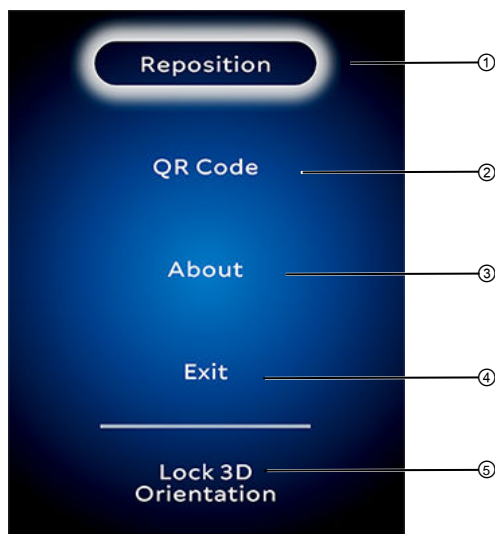 Reposition
①
QR Code
②
About
③
Exit
④
Lock 3D
Orientation
⑤